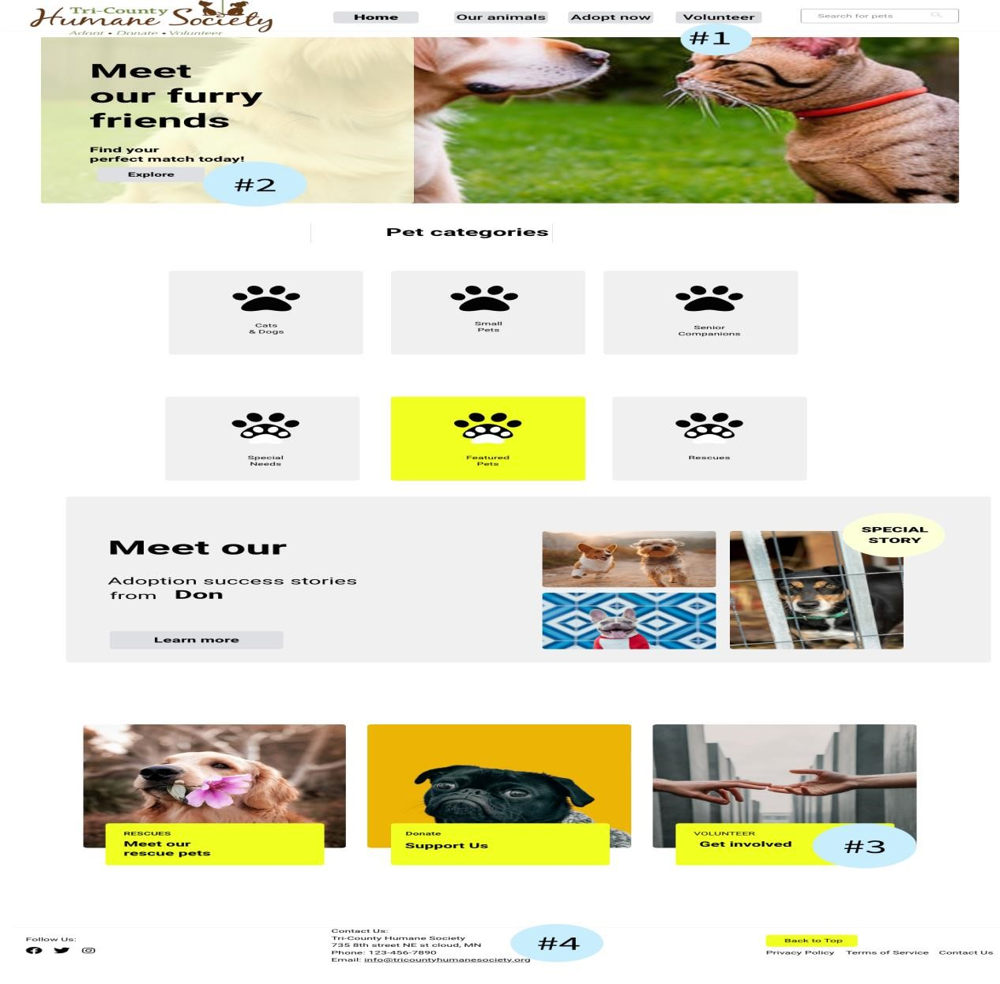 Tri-County
Humane Society
Adopt • Donate • Volunteer
Home
Our animals
Adopt now
Volunteer
Search for pets
#1
Meet
our furry
friends
Find your
perfect match today!
Explore
#2
Pet categories
Cats
& Dogs
Small
Pets
Senior
Companions
Special
Needs
Featured
Pets
Rescues
Meet our
Adoption success stories
from Don
Learn more
SPECIAL
STORY
RESCUES
Meet our
rescue pets
Donate
Support Us
VOLUNTEER
Get involved
#3
Follow Us:
Contact Us:
Tri-County Humane Society
735 8th street NE st cloud, MN
Phone: 123-456-7890
Email: info@tricountyhumanesociety.org
#4
Back to Top
Privacy Policy
Terms of Service
Contact Us